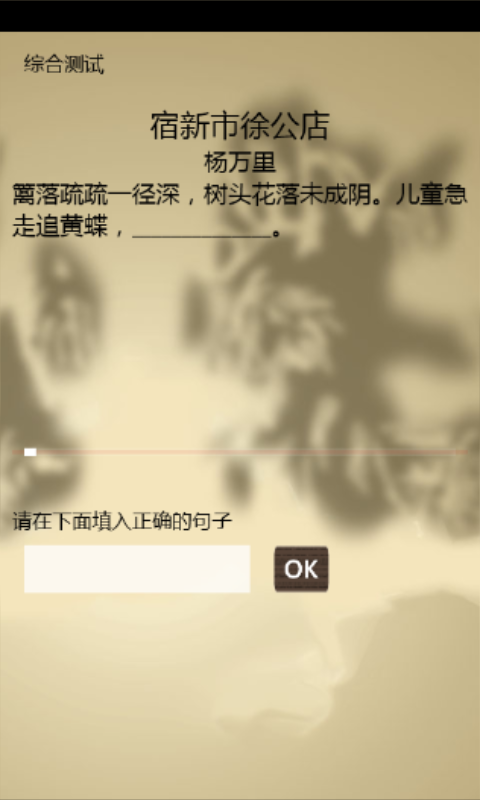 综合测试
宿新市徐公店
杨万里
篱落疏疏一径深，树头花落未成阴。儿童急
走追黄蝶，____________。
请在下面填入正确的句子
OK